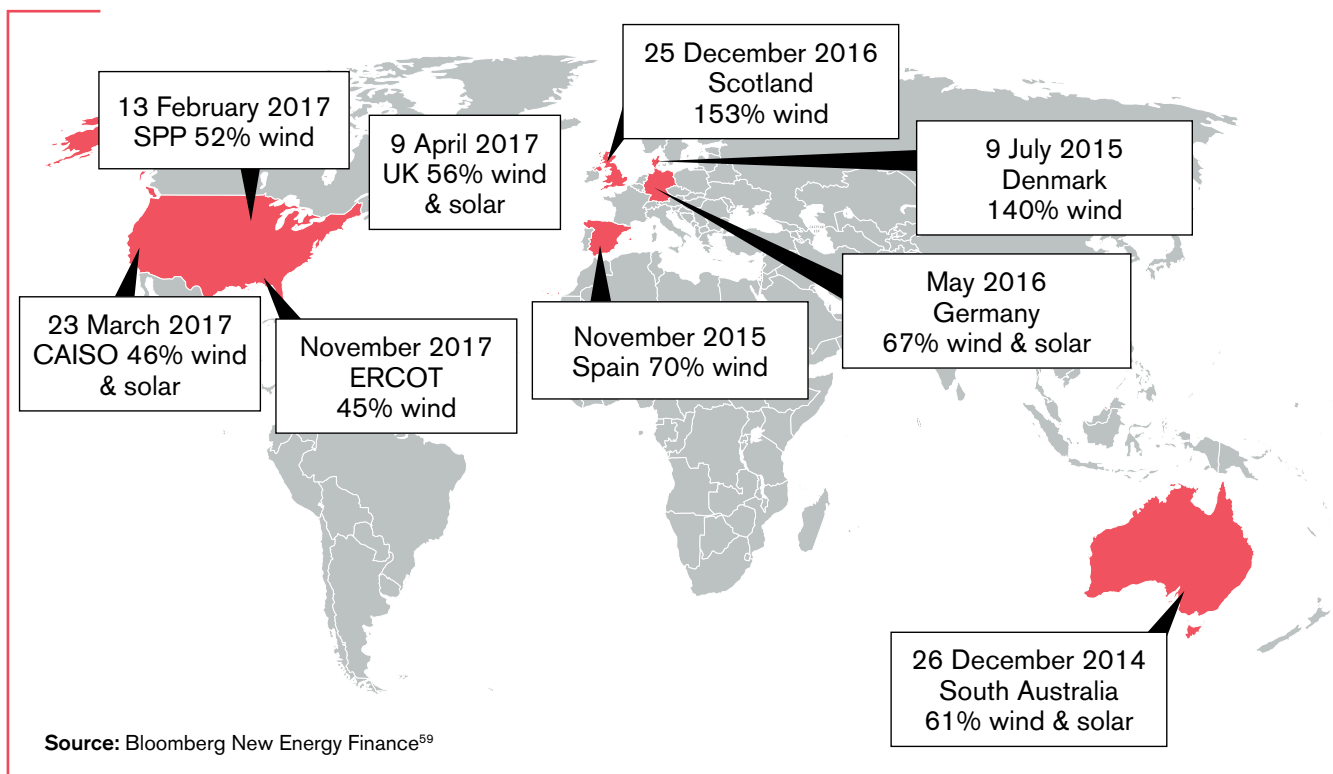 13 February 2017
SPP 52% wind
9 April 2017
UK 56% wind
& solar
25 December 2016
Scotland
153% wind
9 July 2015
Denmark
140% wind
23 March 2017
CAISO 46% wind
& solar
November 2017
ERCOT
45% wind
November 2015
Spain 70% wind
May 2016
Germany
67% wind & solar
26 December 2014
South Australia
61% wind & solar
Source: Bloomberg New Energy Finance⁵⁹